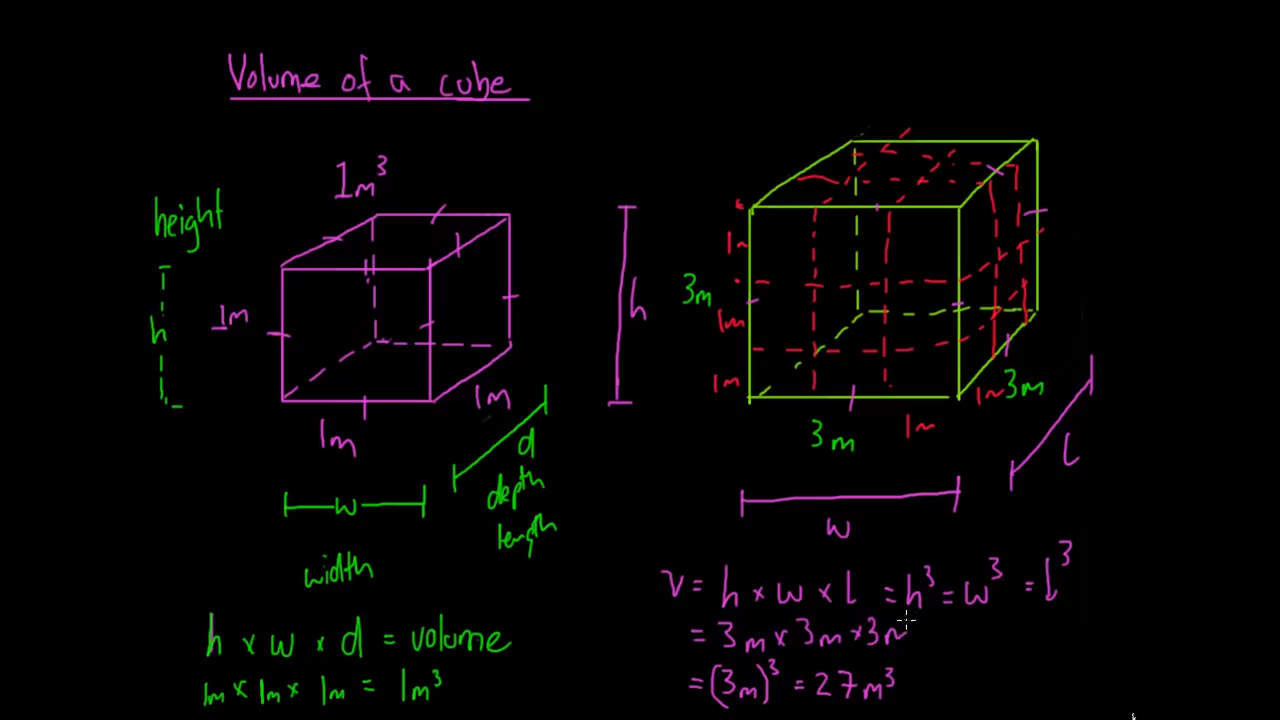 Volume of a cube
1m³
height
h
1m
1m
1m
w
width
d
depth
length
h × w × d = volume
1m × 1m × 1m = 1m³
h
1m
3m
1m
1m
3m
1m
1m
3m
w
l
V = h × w × l = h³ = w³ = l³
= 3m × 3m × 3m
= (3m)³ = 27m³